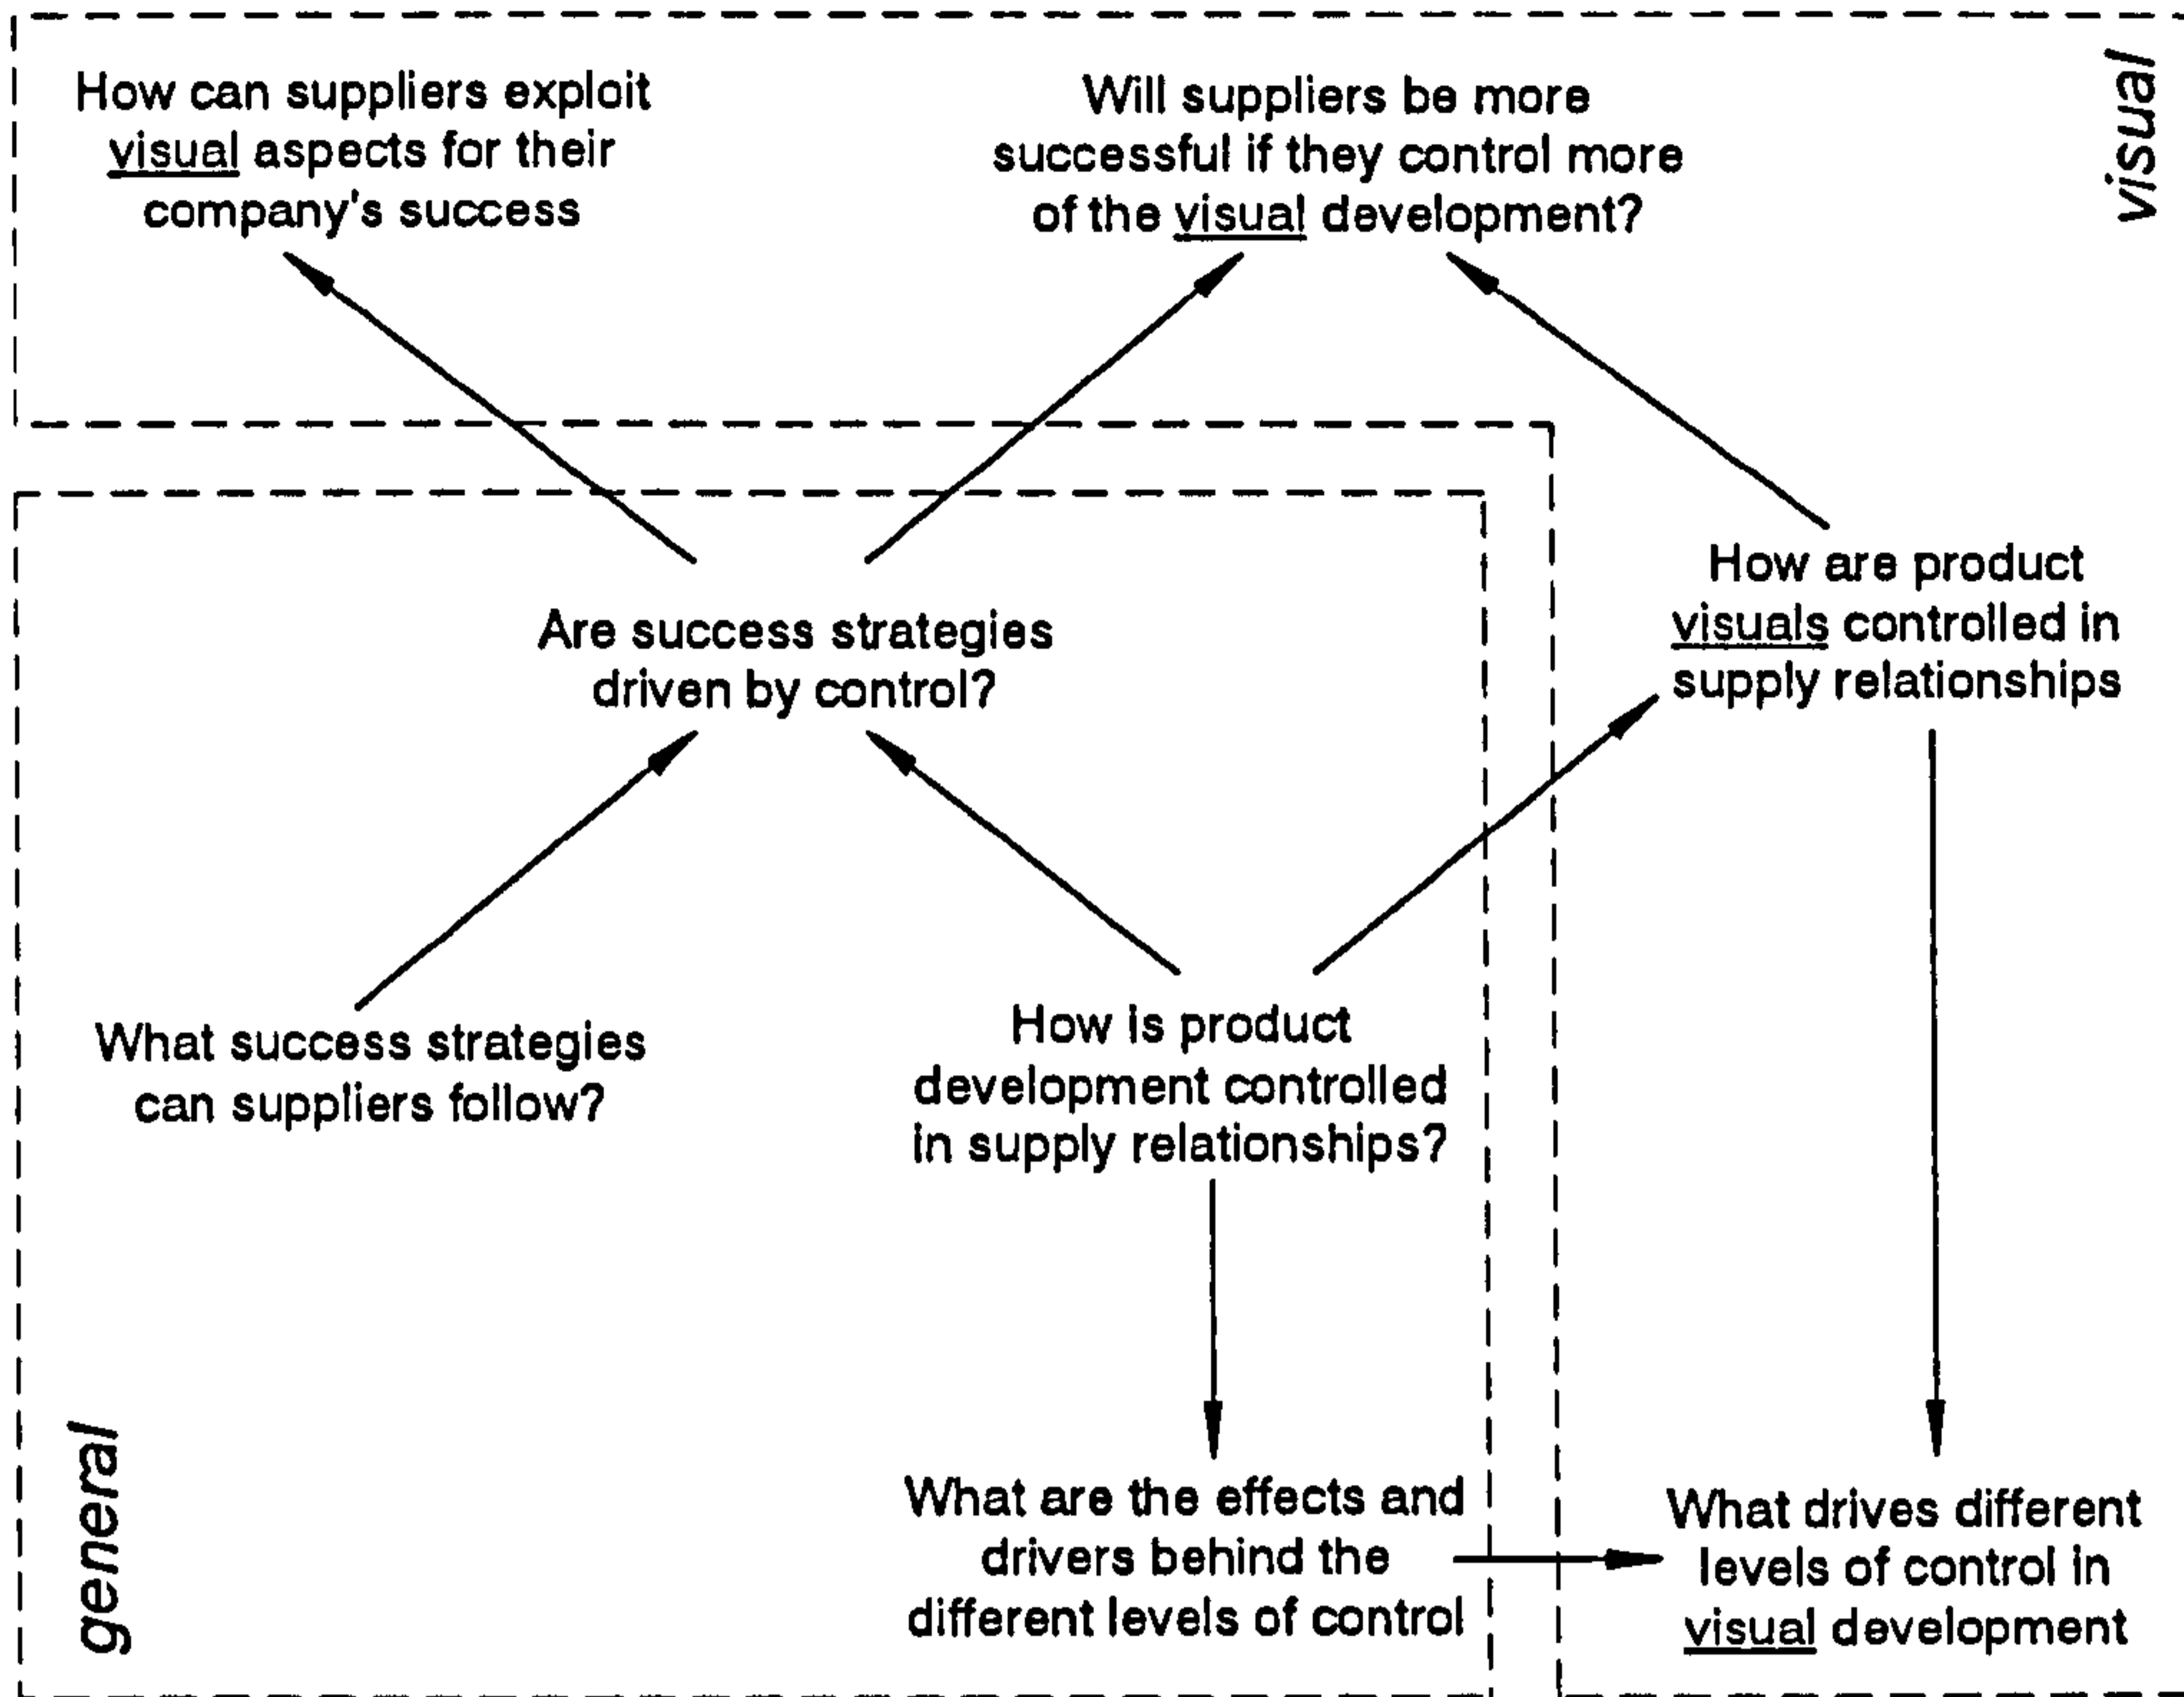 visual
How can suppliers exploit
visual aspects for their
company's success
Will suppliers be more
successful if they control more
of the visual development?
Are success strategies
driven by control?
How are product
visuals controlled in
supply relationships
What success strategies
can suppliers follow?
How is product
development controlled
in supply relationships?
general
What are the effects and
drivers behind the
different levels of control
What drives different
levels of control in
visual development